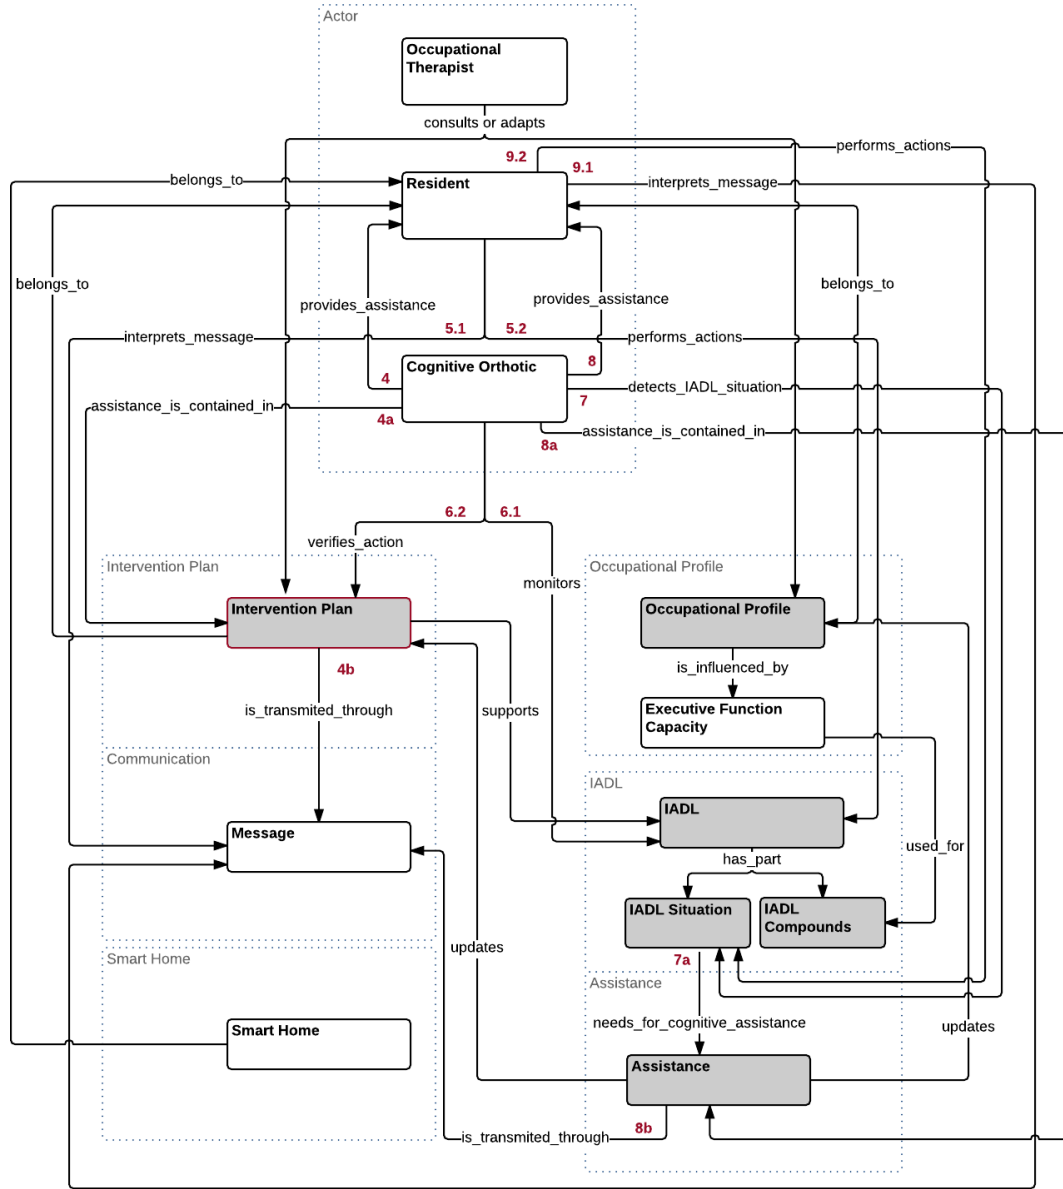 Actor
Occupational
Therapist
consults or adapts
9.2
performs_actions
9.1
belongs_to
Resident
interprets_message
belongs_to
belongs_to
provides_assistance
provides_assistance
interprets_message
5.1
5.2
performs_actions
Cognitive Orthotic
8
4
detects_IADL_situation
7
assistance_is_contained_in
4a
assistance_is_contained_in
8a
6.2
6.1
verifies_action
Intervention Plan
monitors
Occupational Profile
Intervention Plan
Occupational Profile
4b
is_influenced_by
is_transmited_through
supports
Executive Function
Capacity
Communication
IADL
IADL
Message
used_for
has_part
IADL Situation
IADL
Compounds
updates
7a
Smart Home
Assistance
needs_for_cognitive_assistance
updates
Smart Home
Assistance
8b
is_transmited_through